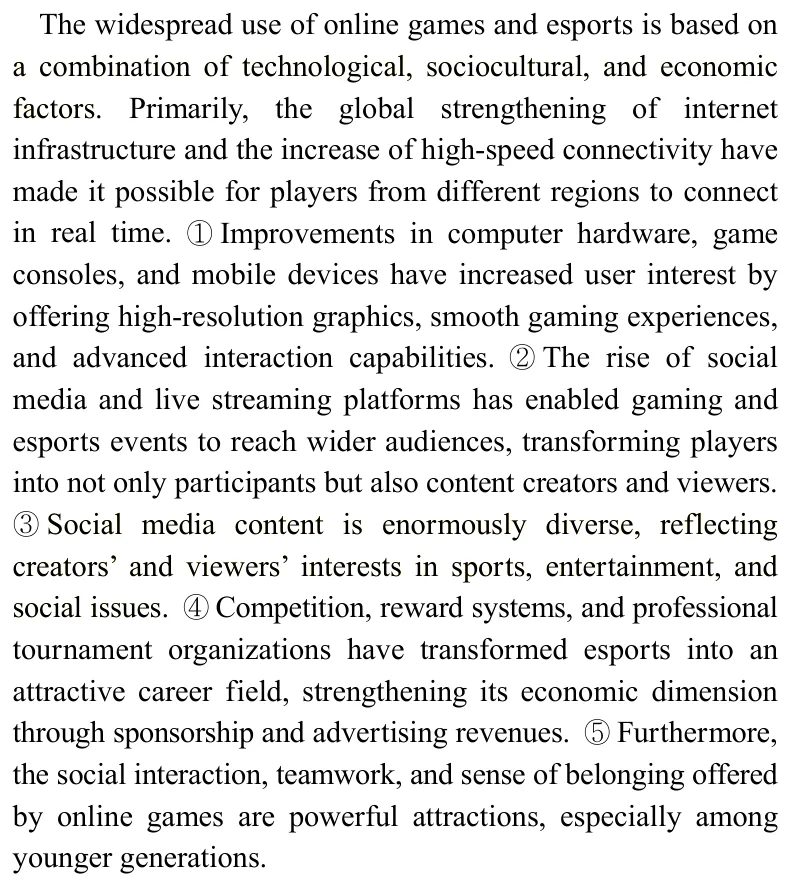 The widespread use of online games and esports is based on
a combination of technological, sociocultural, and economic
factors. Primarily, the global strengthening of internet
infrastructure and the increase of high-speed connectivity have
made it possible for players from different regions to connect
in real time. ① Improvements in computer hardware, game
consoles, and mobile devices have increased user interest by
offering high-resolution graphics, smooth gaming experiences,
and advanced interaction capabilities. ② The rise of social
media and live streaming platforms has enabled gaming and
esports events to reach wider audiences, transforming players
into not only participants but also content creators and viewers.
③ Social media content is enormously diverse, reflecting
creators’ and viewers’ interests in sports, entertainment, and
social issues. ④ Competition, reward systems, and professional
tournament organizations have transformed esports into an
attractive career field, strengthening its economic dimension
through sponsorship and advertising revenues. ⑤ Furthermore,
the social interaction, teamwork, and sense of belonging offered
by online games are powerful attractions, especially among
younger generations.